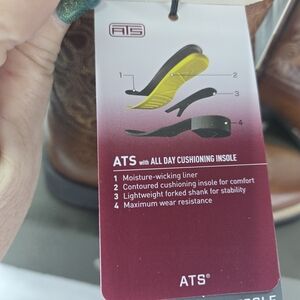 ATS
1
2
3
4
ATS with ALL DAY CUSHIONING INSOLE
1 Moisture-wicking liner
2 Contoured cushioning insole for comfort
3 Lightweight forked shank for stability
4 Maximum wear resistance
ATS®